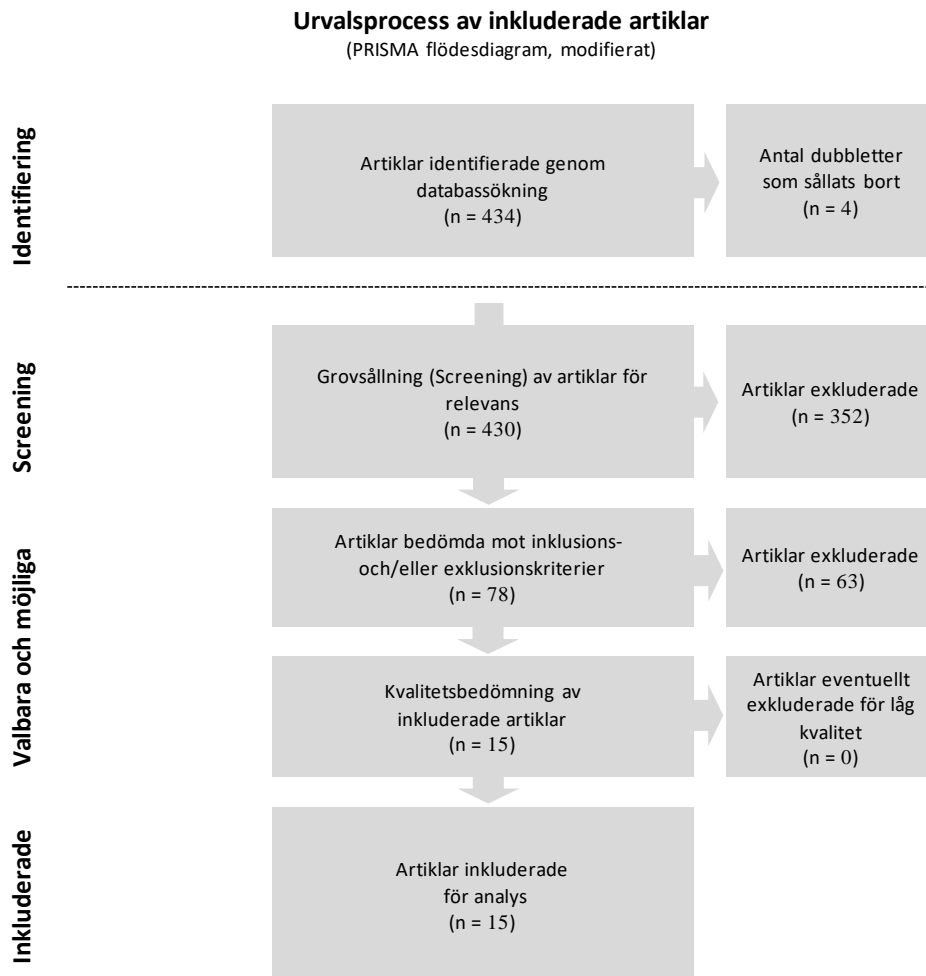 Urvalsprocess av inkluderade artiklar
(PRISMA flödesdiagram, modifierat)
Identifiering
Artiklar identifierade genom
databassökning
(n = 434)
Antal dubbletter
som sållats bort
(n = 4)
Screening
Grovsållning (Screening) av artiklar för
relevans
(n = 430)
Artiklar exkluderade
(n = 352)
Valbara och möjliga
Artiklar bedömda mot inklusions-
och/eller exklusionskriterier
(n = 78)
Artiklar exkluderade
(n = 63)
Kvalitetsbedömning av
inkluderade artiklar
(n = 15)
Artiklar eventuellt
exkluderade för låg
kvalitet
(n = 0)
Inkluderade
Artiklar inkluderade
för analys
(n = 15)